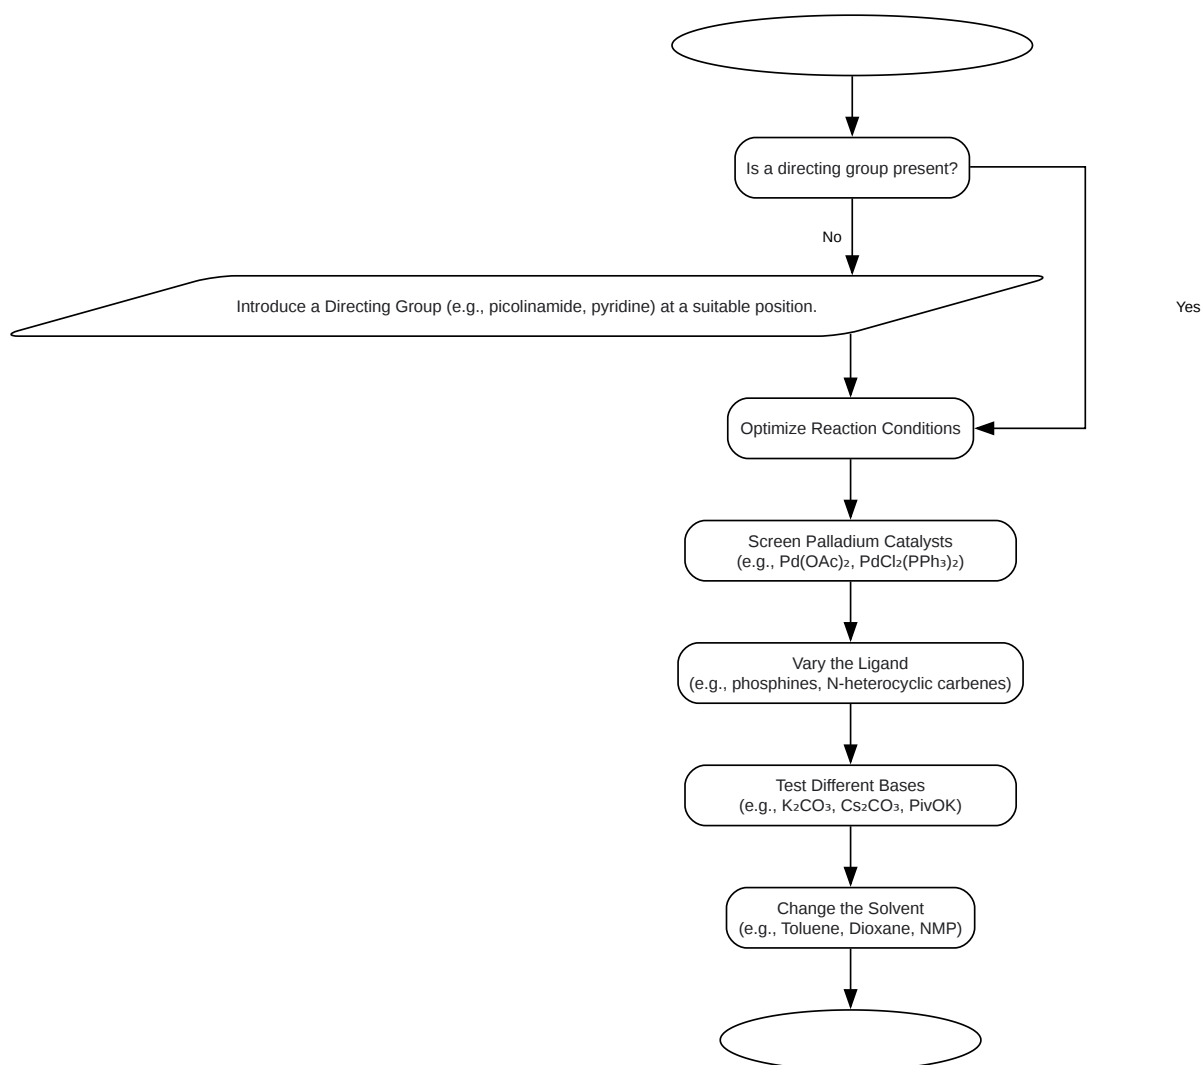 Is a directing group present?
No
Introduce a Directing Group (e.g., picolinamide, pyridine) at a suitable position.
Yes
Optimize Reaction Conditions
Screen Palladium Catalysts
(e.g., Pd(OAc)₂, PdCl₂(PPh₃)₂)
Vary the Ligand
(e.g., phosphines, N-heterocyclic carbenes)
Test Different Bases
(e.g., K₂CO₃, Cs₂CO₃, PivOK)
Change the Solvent
(e.g., Toluene, Dioxane, NMP)